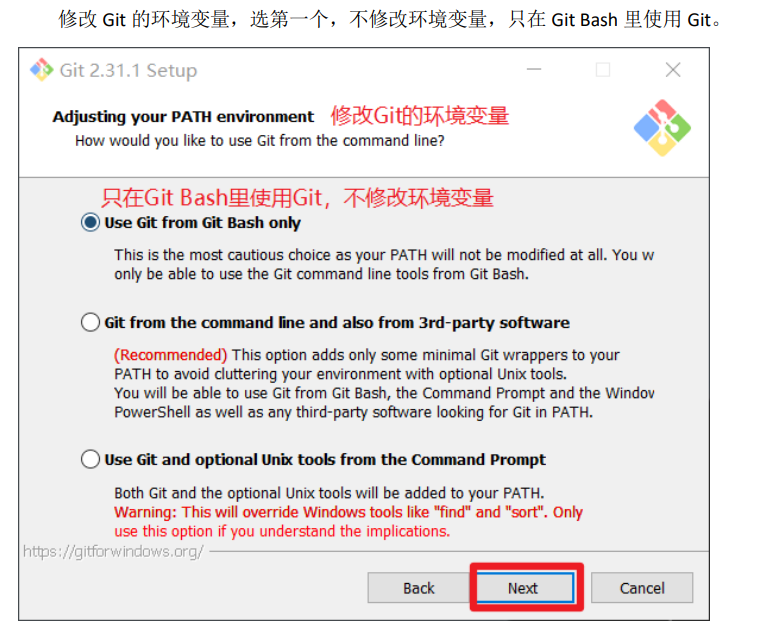 修改 Git 的环境变量，选第一个，不修改环境变量，只在 Git Bash 里使用 Git。
Git 2.31.1 Setup
Adjusting your PATH environment 修改Git的环境变量
How would you like to use Git from the command line?
只在Git Bash里使用Git，不修改环境变量
Use Git from Git Bash only
This is the most cautious choice as your PATH will not be modified at all. You w
only be able to use the Git command line tools from Git Bash.
Git from the command line and also from 3rd-party software
(Recommended) This option adds only some minimal Git wrappers to your
PATH to avoid cluttering your environment with optional Unix tools.
You will be able to use Git from Git Bash, the Command Prompt and the Window
PowerShell as well as any third-party software looking for Git in PATH.
Use Git and optional Unix tools from the Command Prompt
Both Git and the optional Unix tools will be added to your PATH.
Warning: This will override Windows tools like "find" and "sort". Only
use this option if you understand the implications.
https://gitforwindows.org/
Back Next Cancel